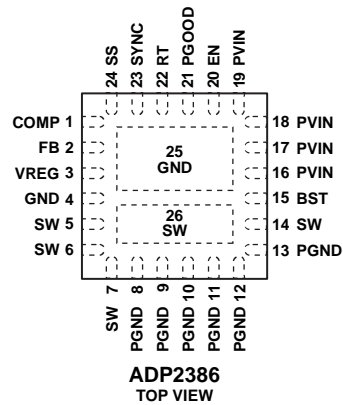 24 SS
23 SYNC
22 RT
21 PGOOD
20 EN
19 PVIN
COMP 1
FB 2
VREG 3
GND 4
SW 5
SW 6
25
GND
26
SW
18 PVIN
17 PVIN
16 PVIN
15 BST
14 SW
13 PGND
SW 7
PGND 8
PGND 9
PGND 10
PGND 11
PGND 12
ADP2386
TOP VIEW